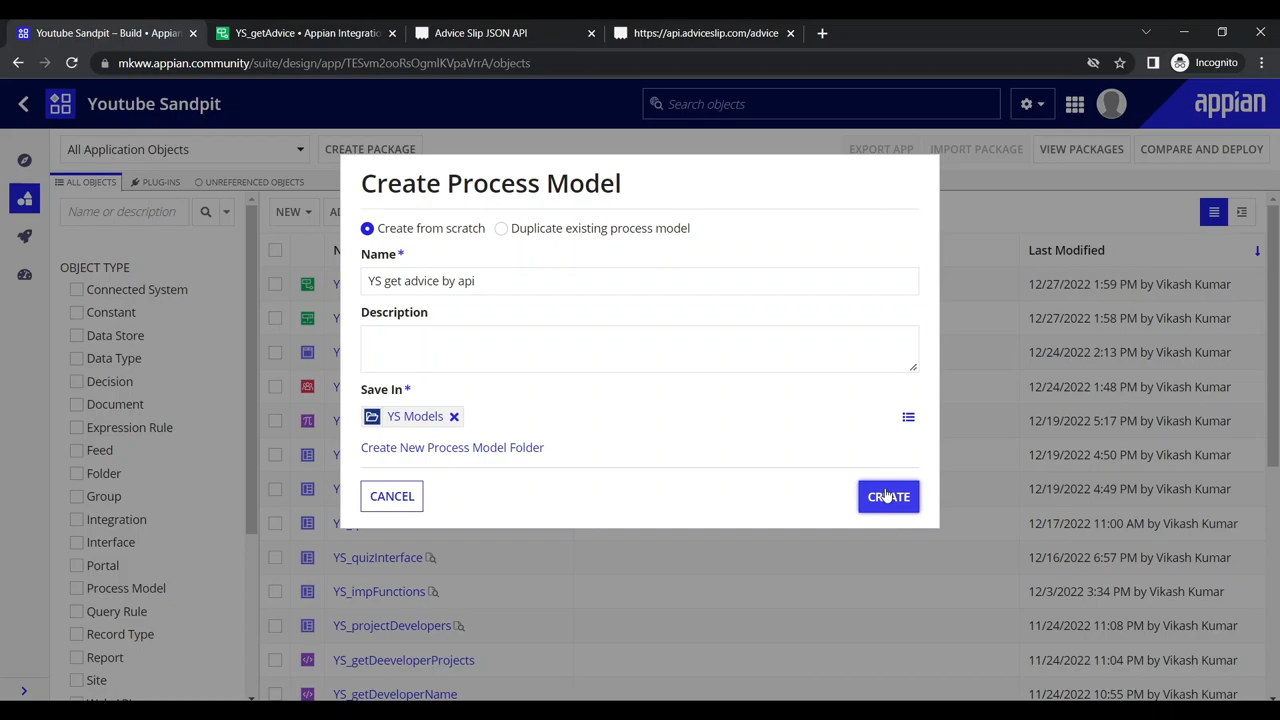 Youtube Sandpit – Build • Appian
YS_getAdvice • Appian Integratio
Advice Slip JSON API
https://api.adviceslip.com/advice
mkww.appian.community/suite/design/app/TESvm2ooRsOgmlKVpaVrrA/objects
Incognito
Youtube Sandpit
Search objects
appian
All Application Objects
CREATE PACKAGE
EXPORT APP
IMPORT PACKAGE
VIEW PACKAGES
COMPARE AND DEPLOY
ALL OBJECTS
PLUG-INS
UNREFERENCED OBJECTS
Name or description
NEW
OBJECT TYPE
Connected System
Constant
Data Store
Data Type
Decision
Document
Expression Rule
Feed
Folder
Group
Integration
Interface
Portal
Process Model
Query Rule
Record Type
Report
Site
Create Process Model
Create from scratch
Duplicate existing process model
Name*
YS get advice by api
Description
Save In*
YS Models
Create New Process Model Folder
CANCEL
CREATE
YS_quizInterface
YS_impFunctions
YS_projectDevelopers
YS_getDeeveloperProjects
YS_getDeveloperName
Last Modified
12/27/2022 1:59 PM by Vikash Kumar
12/27/2022 1:58 PM by Vikash Kumar
12/24/2022 2:13 PM by Vikash Kumar
12/24/2022 1:48 PM by Vikash Kumar
12/19/2022 5:17 PM by Vikash Kumar
12/19/2022 4:50 PM by Vikash Kumar
12/19/2022 4:49 PM by Vikash Kumar
12/17/2022 11:00 AM by Vikash Kumar
12/16/2022 6:57 PM by Vikash Kumar
12/3/2022 3:34 PM by Vikash Kumar
11/24/2022 11:08 PM by Vikash Kumar
11/24/2022 11:04 PM by Vikash Kumar
11/24/2022 10:55 PM by Vikash Kumar